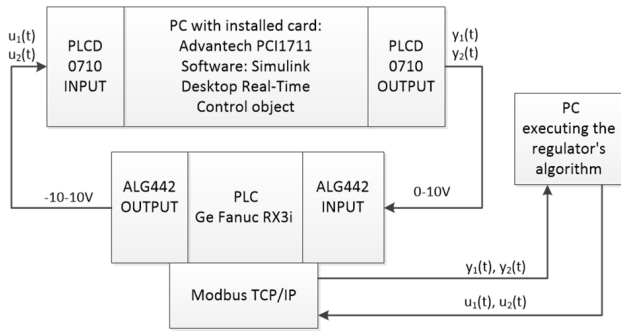 u₁(t)
u₂(t)
PLCD
0710
INPUT
PC with installed card:
Advantech PCI1711
Software: Simulink
Desktop Real-Time
Control object
PLCD
0710
OUTPUT
y₁(t)
y₂(t)
PC
executing the
regulator's
algorithm
-10-10V
ALG442
OUTPUT
PLC
Ge Fanuc RX3i
ALG442
INPUT
0-10V
Modbus TCP/IP
y₁(t), y₂(t)
u₁(t), u₂(t)